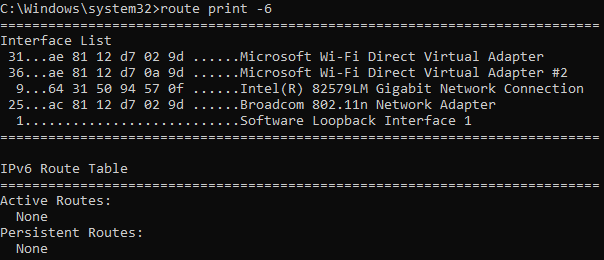 C:\Windows\system32>route print -6
===========================================================================
Interface List
 31...ae 81 12 d7 02 9d ......Microsoft Wi-Fi Direct Virtual Adapter
 36...ae 81 12 d7 0a 9d ......Microsoft Wi-Fi Direct Virtual Adapter #2
  9...64 31 50 94 57 0f ......Intel(R) 82579LM Gigabit Network Connection
 25...ac 81 12 d7 02 9d ......Broadcom 802.11n Network Adapter
  1...........................Software Loopback Interface 1
===========================================================================
IPv6 Route Table
===========================================================================
Active Routes:
  None
Persistent Routes:
  None